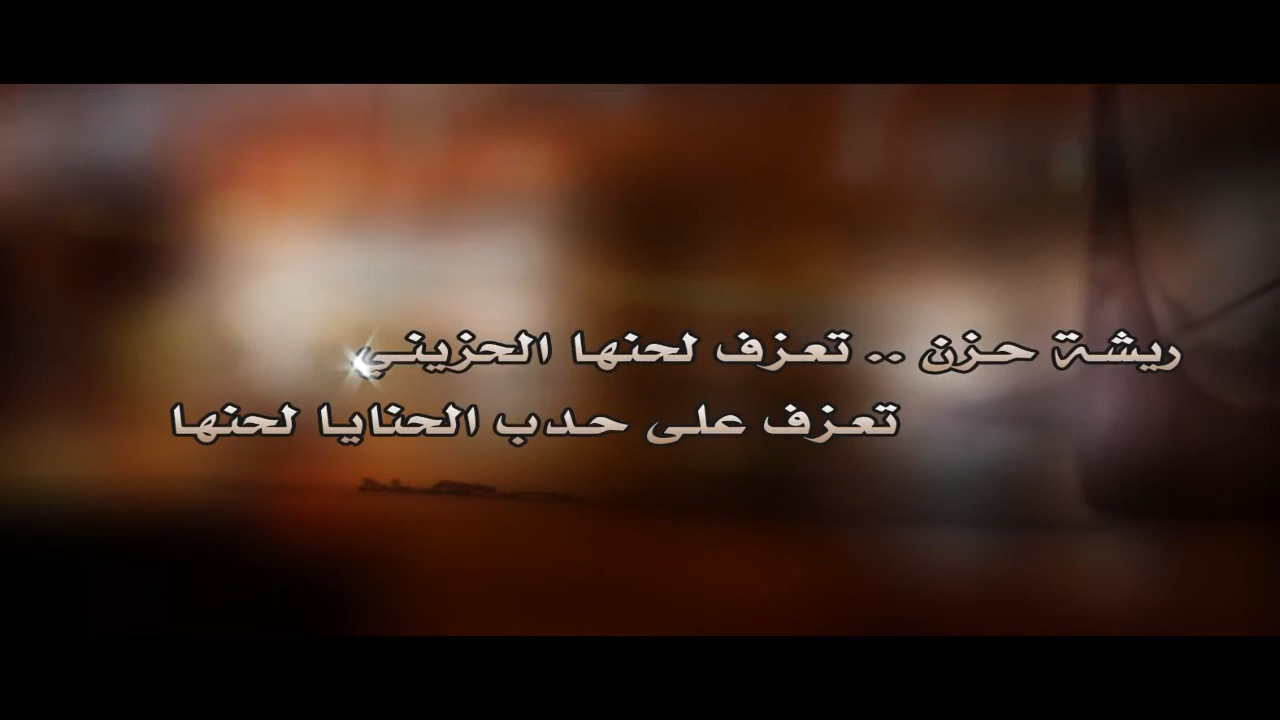 ريشة حزن .. تعزف لحنها الحزيني
تعزف على حدب الحنايا لحنها